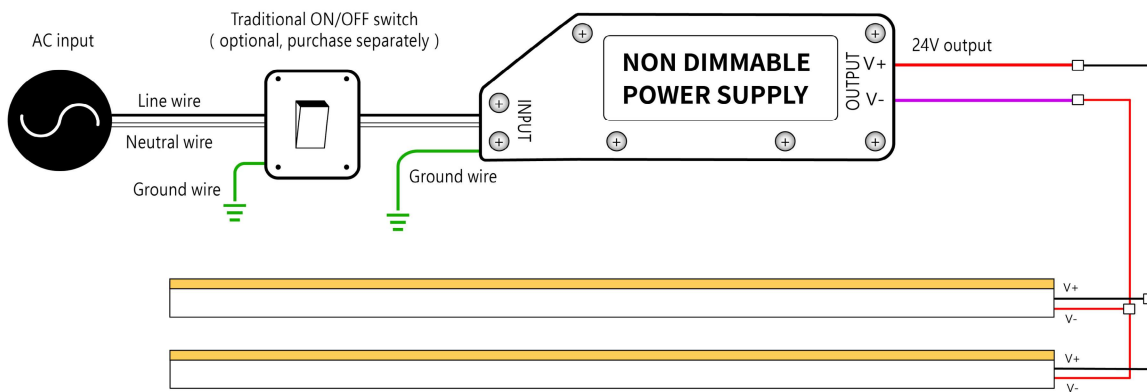 Traditional ON/OFF switch
( optional, purchase separately )
AC input
Line wire
Neutral wire
Ground wire
Ground wire
INPUT
NON DIMMABLE
POWER SUPPLY
OUTPUT
V+
V-
24V output
V+
V-
V+
V-